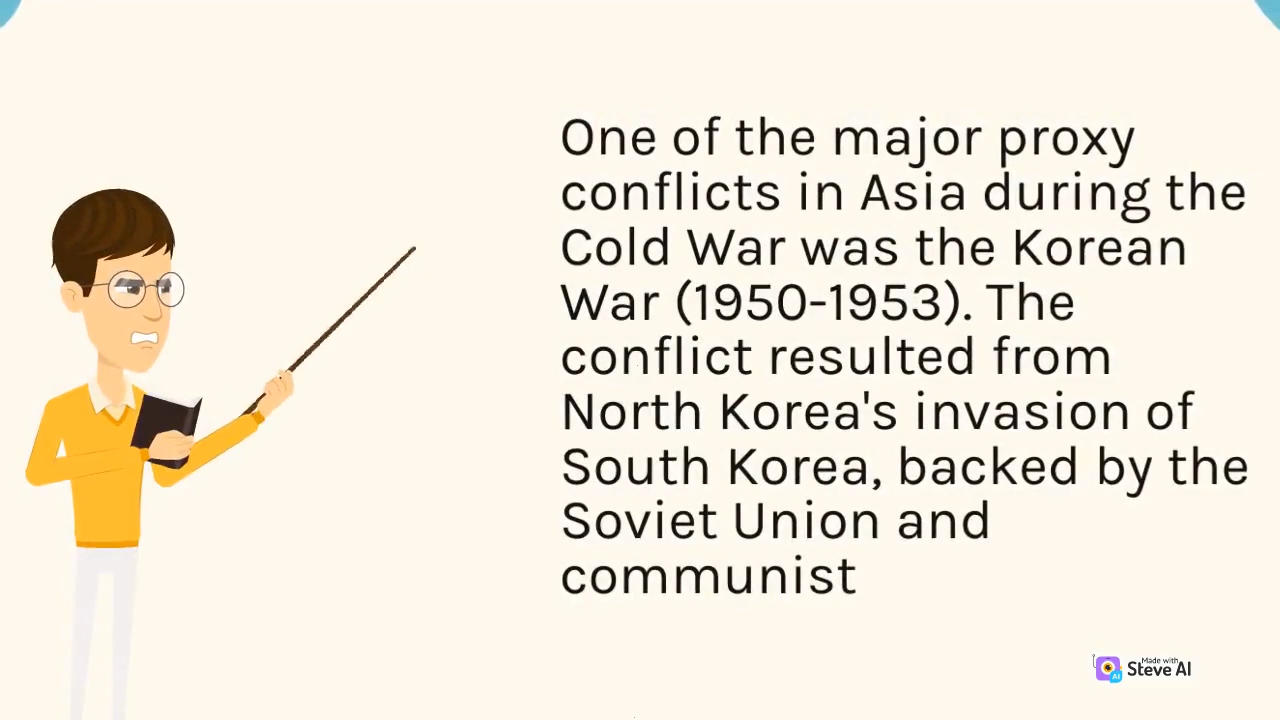 One of the major proxy
conflicts in Asia during the
Cold War was the Korean
War (1950-1953). The
conflict resulted from
North Korea's invasion of
South Korea, backed by the
Soviet Union and
communist
Made with
AI Steve AI